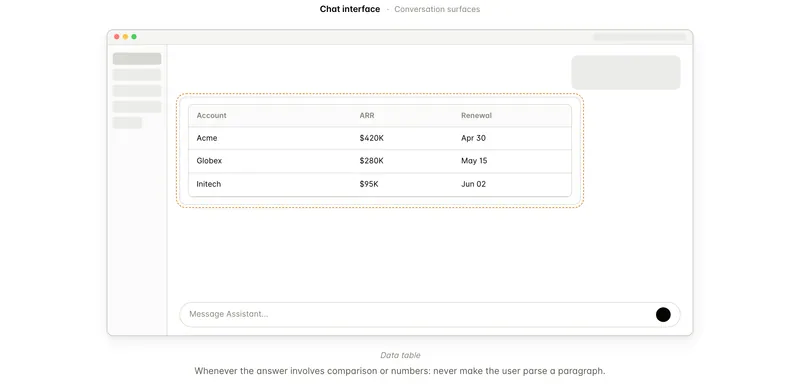 Chat interface · Conversation surfaces
Account ARR Renewal
Acme $420K Apr 30
Globex $280K May 15
Initech $95K Jun 02
Message Assistant...
Data table
Whenever the answer involves comparison or numbers: never make the user parse a paragraph.